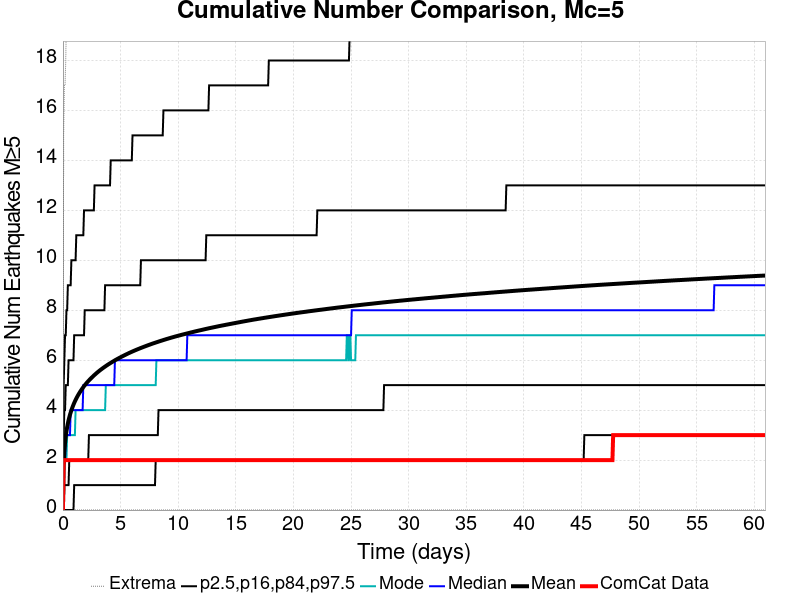 Cumulative Number Comparison, Mc=5
Cumulative Num Earthquakes M≥5
18
16
14
12
10
8
6
4
2
0
0 5 10 15 20 25 30 35 40 45 50 55 60
Time (days)
Extrema p2.5,p16,p84,p97.5 Mode Median Mean ComCat Data